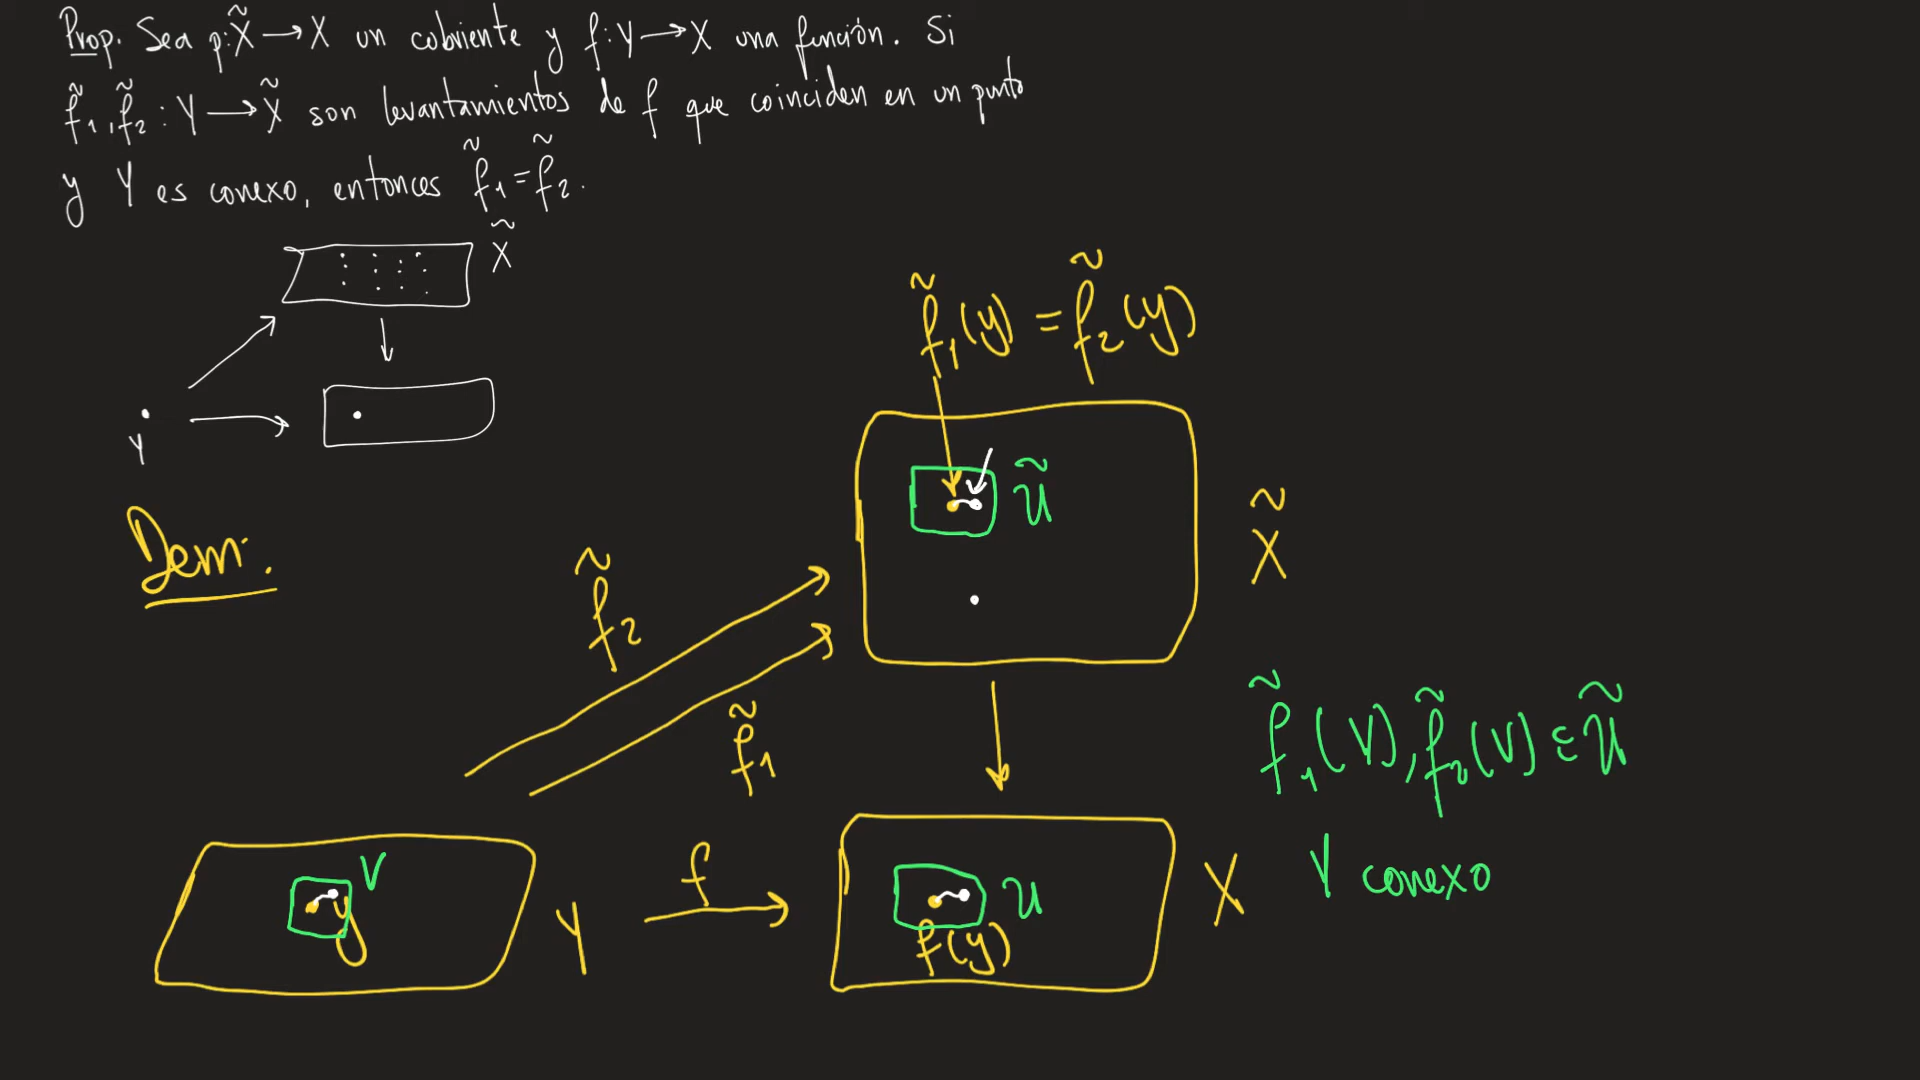 Prop. Sea p: X̃ → X un cubriente y f: Y → X una función. Si
f̃₁, f̃₂ : Y → X̃ son levantamientos de f que coinciden en un punto
y Y es conexo, entonces f̃₁ = f̃₂.
X̃
Y
f̃₁(y) = f̃₂(y)
Ũ
X̃
Dem.
f̃₂
f̃₁
f̃₁(V), f̃₂(V) ∈ Ũ
V
y
Y
f
U
f(y)
X
Y conexo